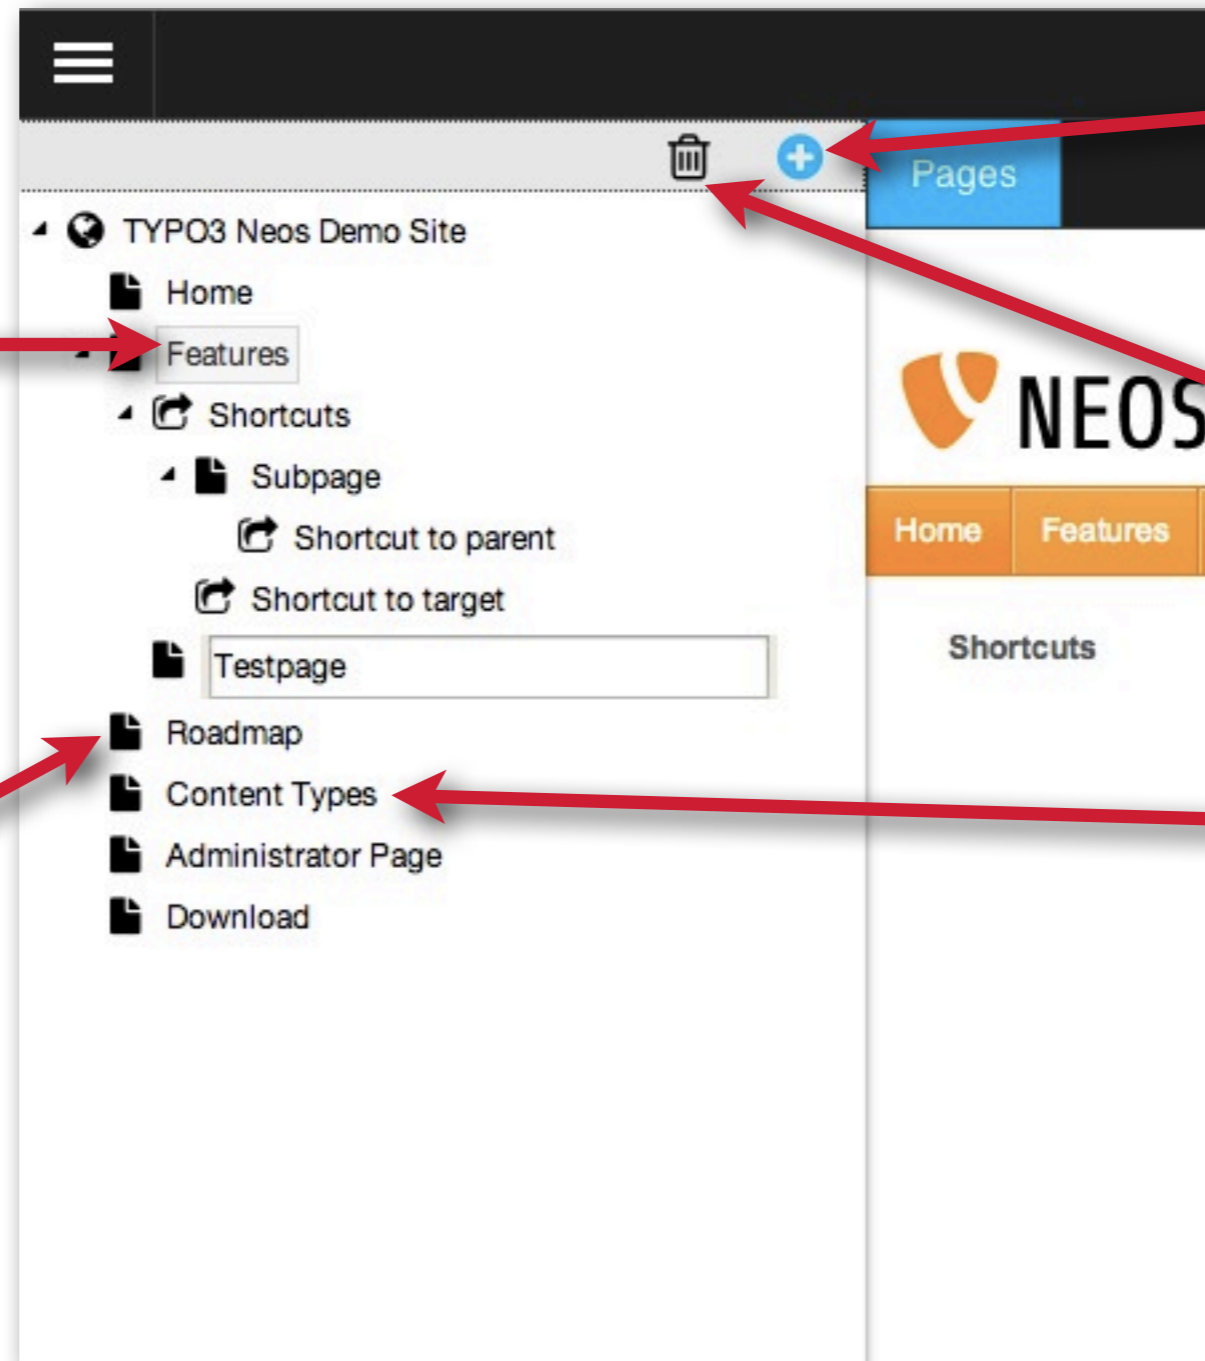 Pages
TYPO3 Neos Demo Site
Home
Features
Shortcuts
Subpage
Shortcut to parent
Shortcut to target
Testpage
Roadmap
Content Types
Administrator Page
Download
NEOS
Home
Features
Shortcuts